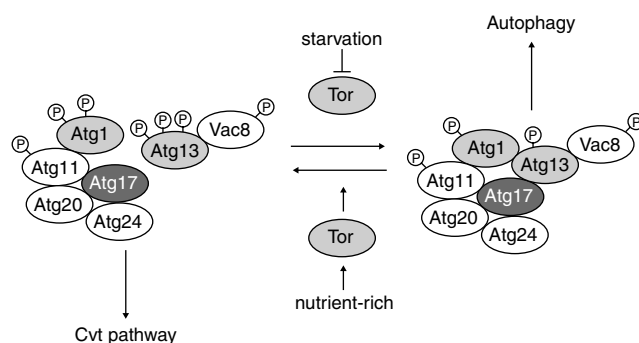 Autophagy
starvation
Tor
P
P
P
P
P
P
P
Atg1
Atg13
Vac8
P
Atg11
Atg17
Atg20
Atg24
P
P
P
Atg1
Atg13
Vac8
P
Atg11
Atg17
Atg20
Atg24
Tor
nutrient-rich
Cvt pathway